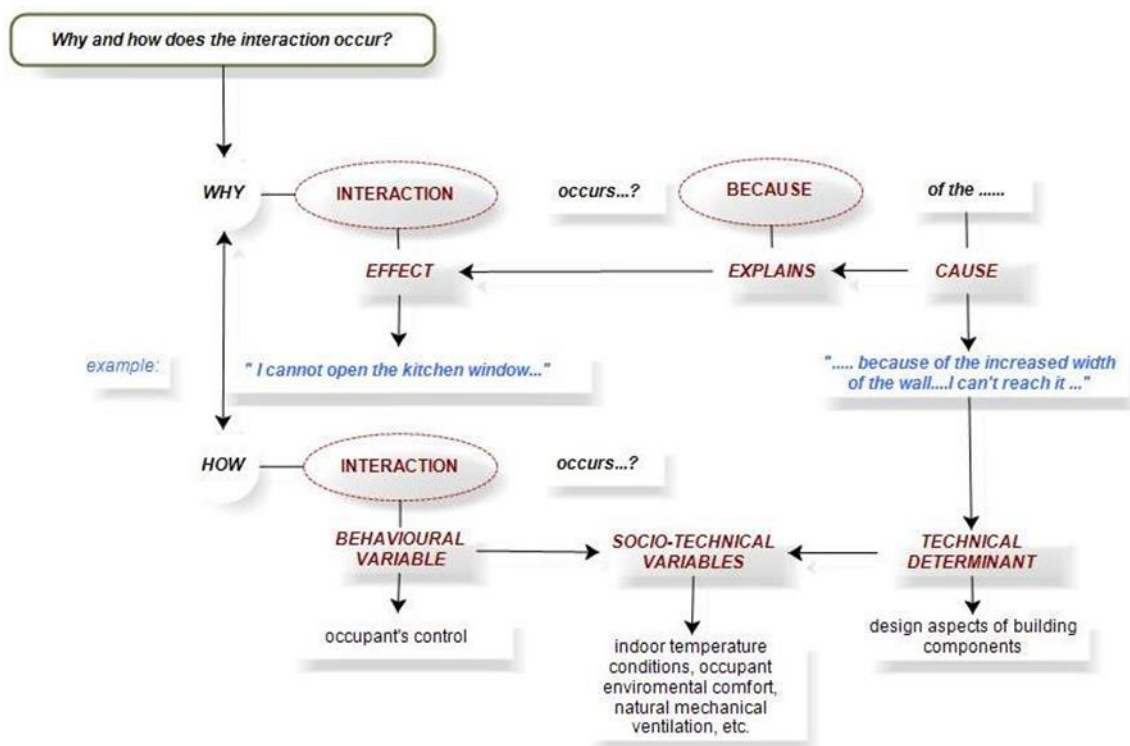 Why and how does the interaction occur?
WHY
INTERACTION
occurs...?
BECAUSE
of the ......
EFFECT
EXPLAINS
CAUSE
example:
" I cannot open the kitchen window..."
"..... because of the increased width
of the wall....I can't reach it ..."
HOW
INTERACTION
occurs...?
BEHAVIOURAL
VARIABLE
SOCIO-TECHNICAL
VARIABLES
TECHNICAL
DETERMINANT
occupant's control
indoor temperature
conditions, occupant
enviromental comfort,
natural mechanical
ventilation, etc.
design aspects of building
components